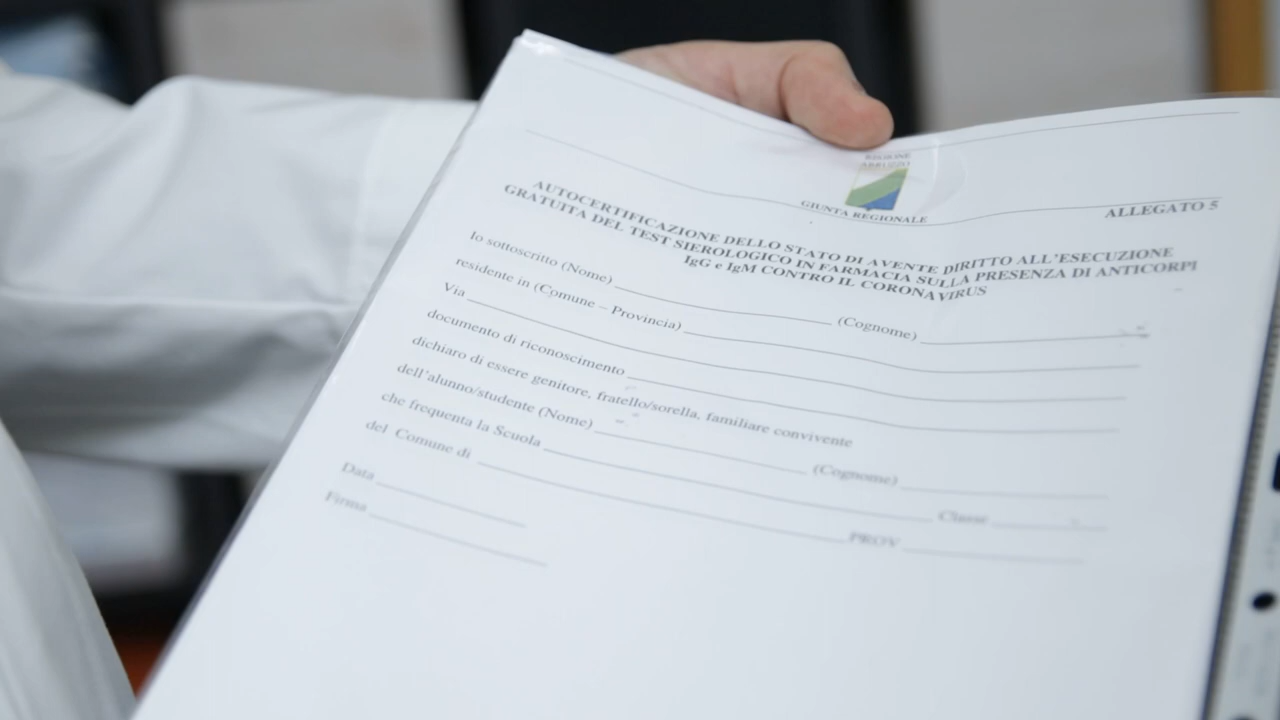 REGIONE
ABRUZZO
GIUNTA REGIONALE
ALLEGATO 5
AUTOCERTIFICAZIONE DELLO STATO DI AVENTE DIRITTO ALL'ESECUZIONE
GRATUITA DEL TEST SIEROLOGICO IN FARMACIA SULLA PRESENZA DI ANTICORPI
IgG e IgM CONTRO IL CORONAVIRUS
Io sottoscritto (Nome) (Cognome)
residente in (Comune – Provincia)
Via
documento di riconoscimento
dichiaro di essere genitore, fratello/sorella, familiare convivente
dell'alunno/studente (Nome) (Cognome)
che frequenta la Scuola Classe
del Comune di PROV
Data
Firma